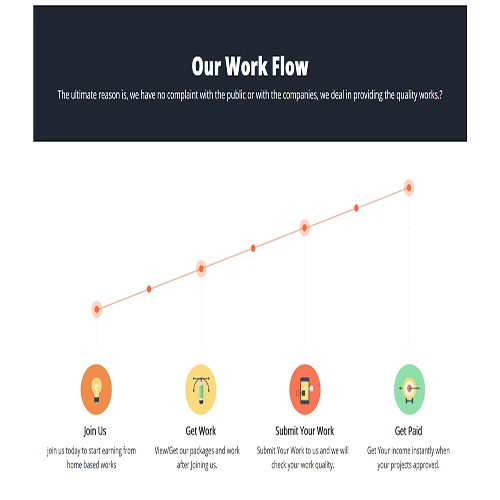 Our Work Flow
The ultimate reason is, we have no complaint with the public or with the companies, we deal in providing the quality works.?
Join Us
Get Work
Submit Your Work
Get Paid
join us today to start earning from
home based works
View/Get our packages and work
after Joining us.
Submit Your Work to us and we will
check your work quality.
Get Your income instantly when
your projects approved.